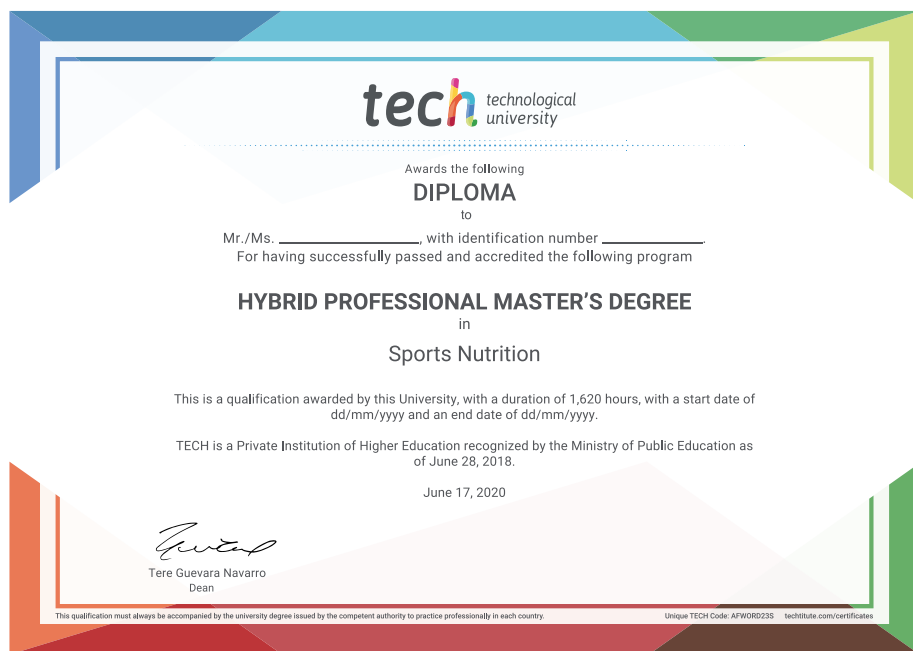 tech technological
university
Awards the following
DIPLOMA
to
Mr./Ms. ________________, with identification number ____________.
For having successfully passed and accredited the following program
HYBRID PROFESSIONAL MASTER'S DEGREE
in
Sports Nutrition
This is a qualification awarded by this University, with a duration of 1,620 hours, with a start date of
dd/mm/yyyy and an end date of dd/mm/yyyy.
TECH is a Private Institution of Higher Education recognized by the Ministry of Public Education as
of June 28, 2018.
June 17, 2020
Tere Guevara Navarro
Dean
This qualification must always be accompanied by the university degree issued by the competent authority to practice professionally in each country. Unique TECH Code: AFWORD23S techtitute.com/certificates